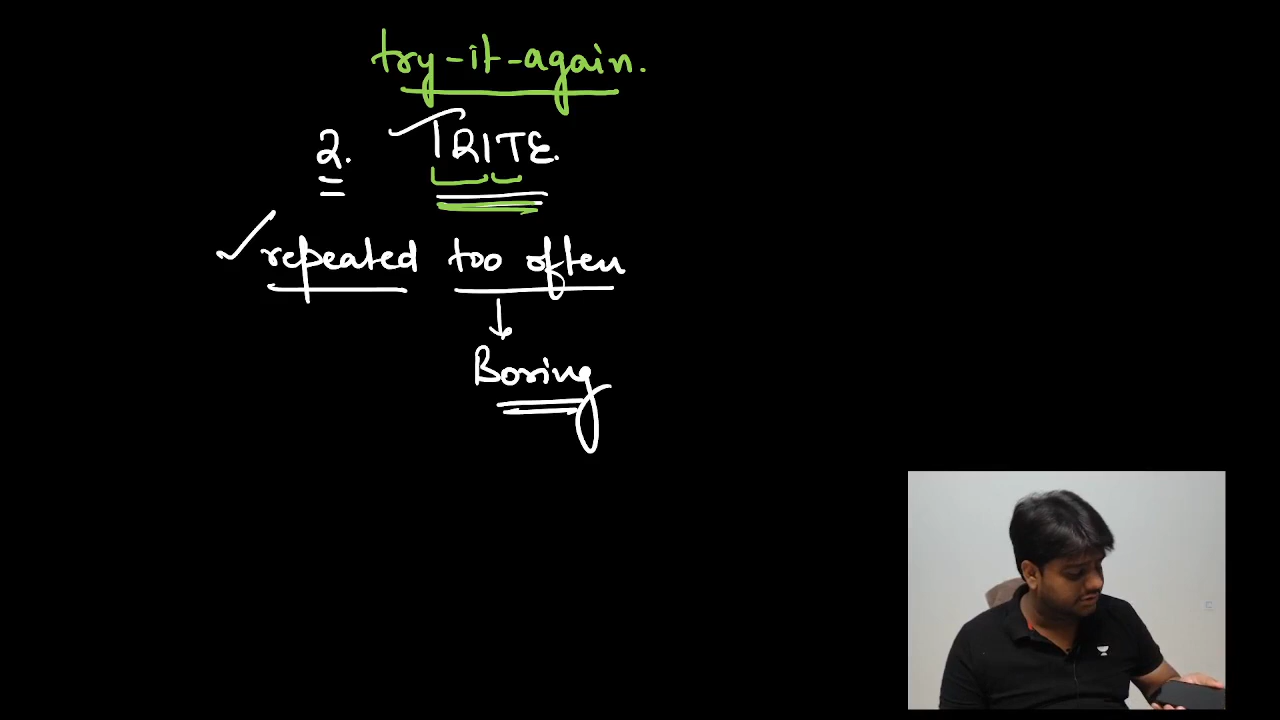 try-it-again.
2. TRITE.
repeated too often
Boring